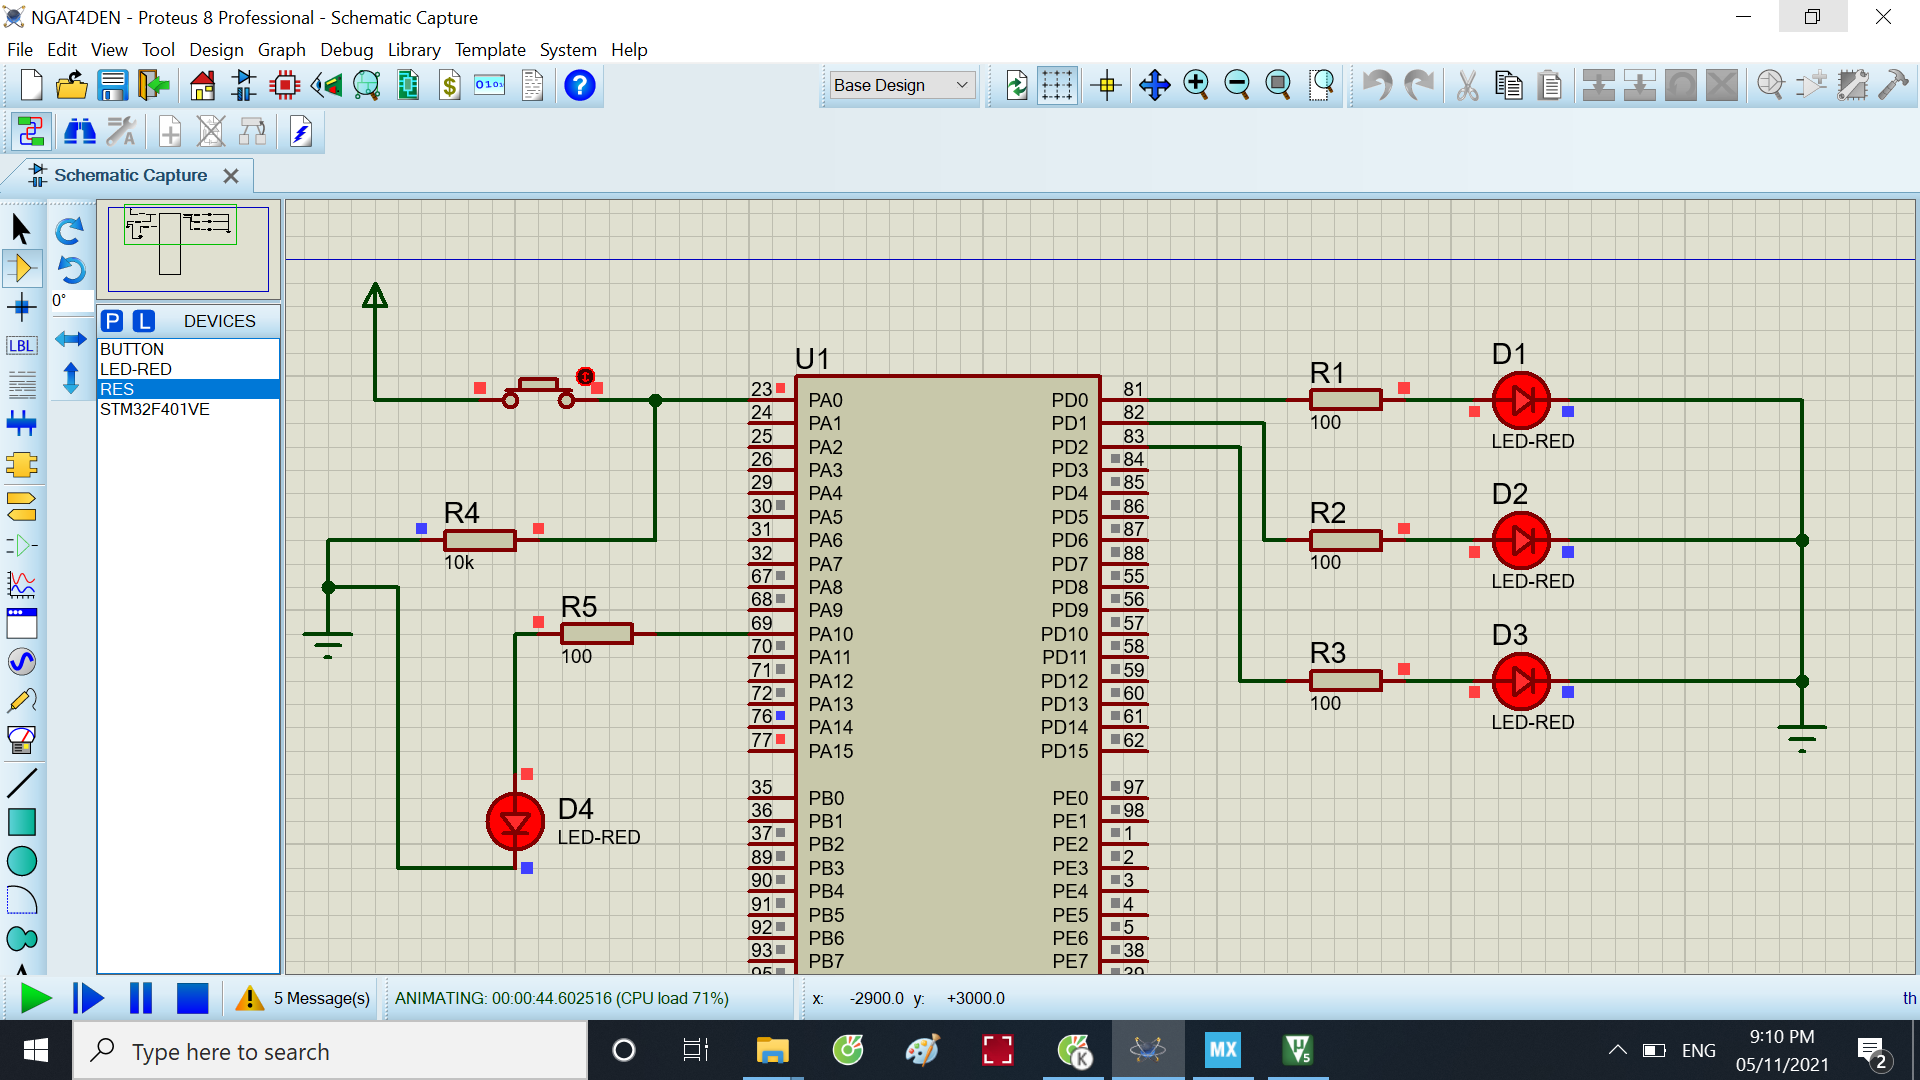 NGAT4DEN - Proteus 8 Professional - Schematic Capture
File Edit View Tool Design Graph Debug Library Template System Help
Base Design
Schematic Capture
0°
P L DEVICES
BUTTON
LED-RED
RES
STM32F401VE
LBL
U1
23 PA0
24 PA1
25 PA2
26 PA3
29 PA4
30 PA5
31 PA6
32 PA7
67 PA8
68 PA9
69 PA10
70 PA11
71 PA12
72 PA13
76 PA14
77 PA15
35 PB0
36 PB1
37 PB2
89 PB3
90 PB4
91 PB5
92 PB6
93 PB7
95
PD0 81
PD1 82
PD2 83
PD3 84
PD4 85
PD5 86
PD6 87
PD7 88
PD8 55
PD9 56
PD10 57
PD11 58
PD12 59
PD13 60
PD14 61
PD15 62
PE0 97
PE1 98
PE2 1
PE3 2
PE4 3
PE5 4
PE6 5
PE7 38
39
R4
10k
R5
100
D4
LED-RED
R1
100
D1
LED-RED
R2
100
D2
LED-RED
R3
100
D3
LED-RED
5 Message(s)
ANIMATING: 00:00:44.602516 (CPU load 71%)
x: -2900.0 y: +3000.0
th
Type here to search
K
MX
V5
ENG
9:10 PM
05/11/2021
2